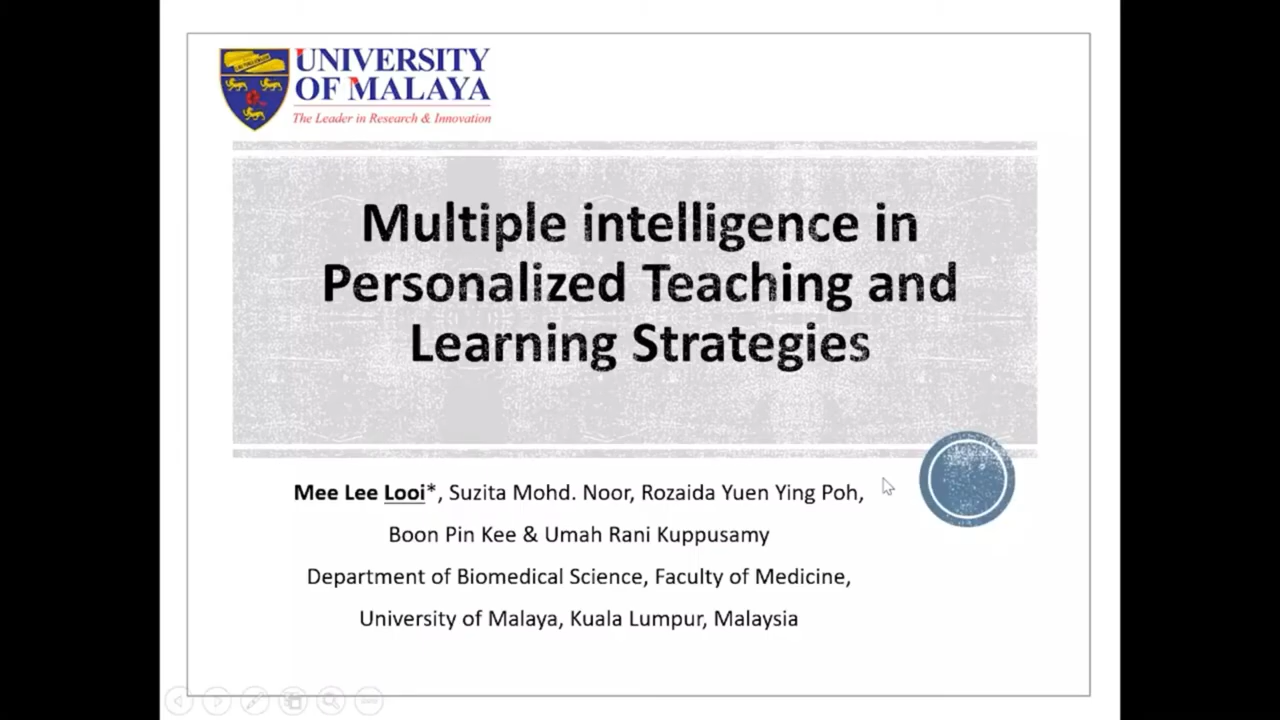 UNIVERSITY
OF MALAYA
The Leader in Research & Innovation
Multiple intelligence in
Personalized Teaching and
Learning Strategies
Mee Lee Looi*, Suzita Mohd. Noor, Rozaida Yuen Ying Poh,
Boon Pin Kee & Umah Rani Kuppusamy
Department of Biomedical Science, Faculty of Medicine,
University of Malaya, Kuala Lumpur, Malaysia